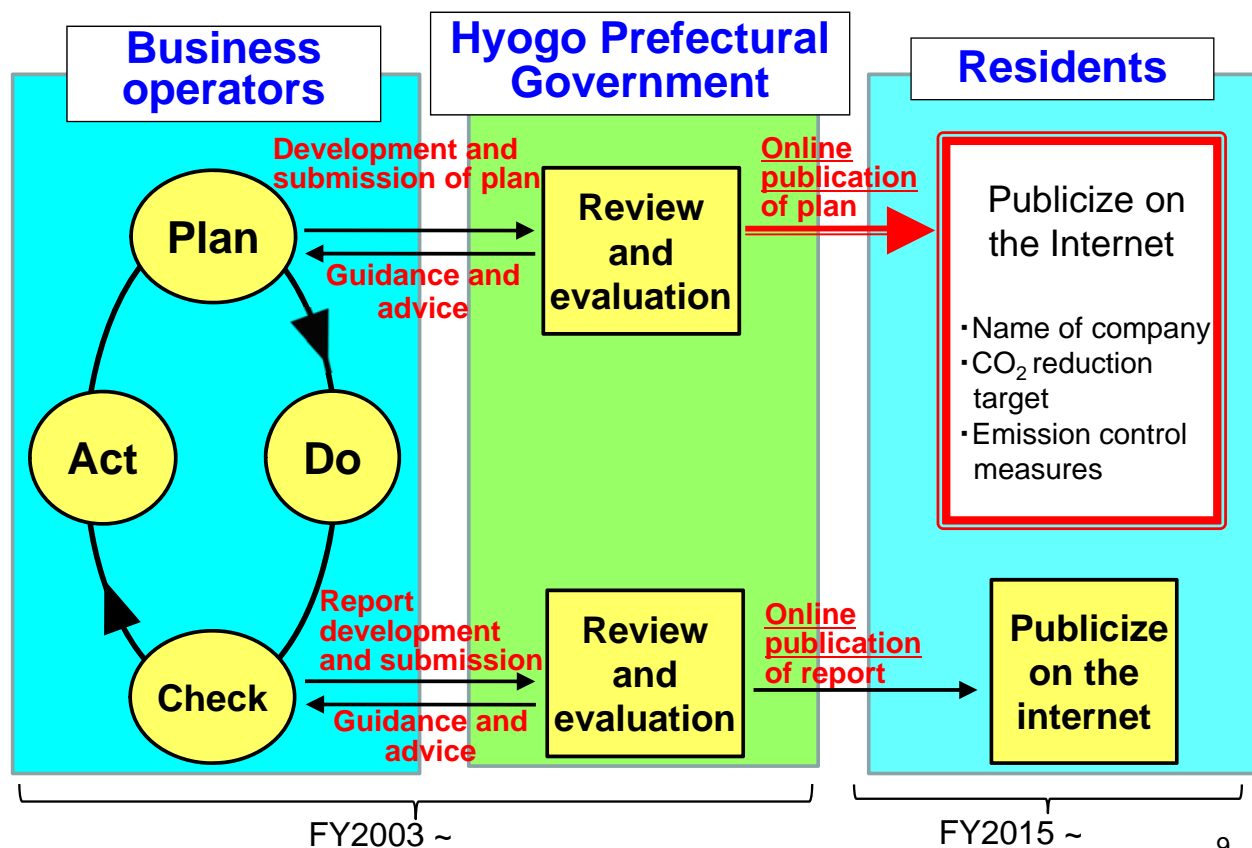 Business
operators
Hyogo Prefectural
Government
Residents
Development and
submission of plan
Plan
Guidance and
advice
Review
and
evaluation
Online
publication
of plan
Publicize on
the Internet
・Name of company
・CO₂ reduction
target
・Emission control
measures
Act
Do
Report
development
and submission
Check
Guidance and
advice
Review
and
evaluation
Online
publication
of report
Publicize
on the
internet
FY2003 ~
FY2015 ~
9